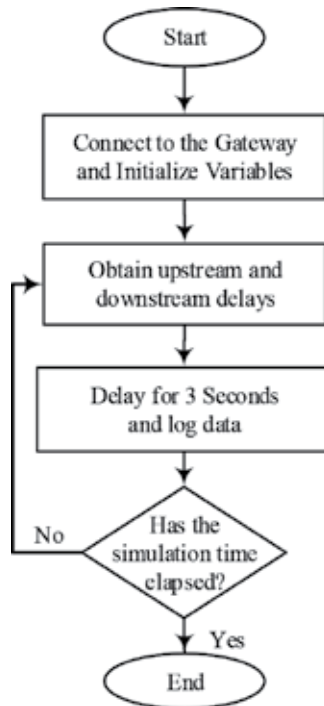 Start
Connect to the Gateway
and Initialize Variables
Obtain upstream and
downstream delays
Delay for 3 Seconds
and log data
Has the
simulation time
elapsed?
No
Yes
End